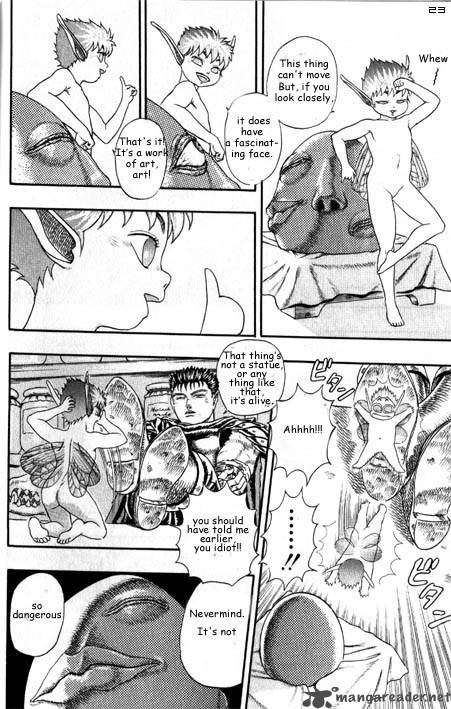 23
Whew
This thing
can't move
But, if you
look closely.
it does
have
a fascinat-
ing face.
That's it!
It's a work
of art,
art!
ビタン
Ahhhh!!!
That thing's
not a statue,
or any
thing like
that,
it's alive.
you should
have told me
earlier,
you idiot!!
ビタン
Nevermind.
It's not
so
dangerous
mangareader.net